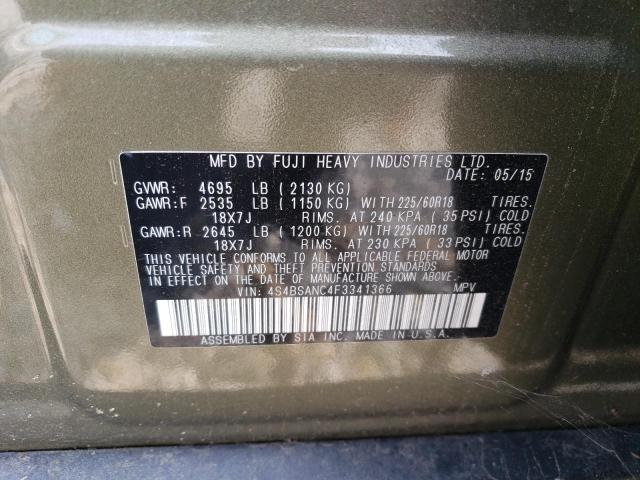 MFD BY FUJI HEAVY INDUSTRIES LTD.
DATE: 05/15
GVWR: 4695 LB (2130 KG)
GAWR:F 2535 LB (1150 KG) WITH 225/60R18 TIRES.
18X7J RIMS. AT 240 KPA (35 PSI) COLD
GAWR:R 2645 LB (1200 KG) WITH 225/60R18 TIRES.
18X7J RIMS. AT 230 KPA (33 PSI) COLD
THIS VEHICLE CONFORMS TO ALL APPLICABLE FEDERAL MOTOR
VEHICLE SAFETY AND THEFT PREVENTION STANDARDS
IN EFFECT ON THE DATE OF MANUFACTURE SHOWN ABOVE.
VIN: 4S4BSANC4F3341366 MPV
ASSEMBLED BY SIA INC. MADE IN U.S.A.